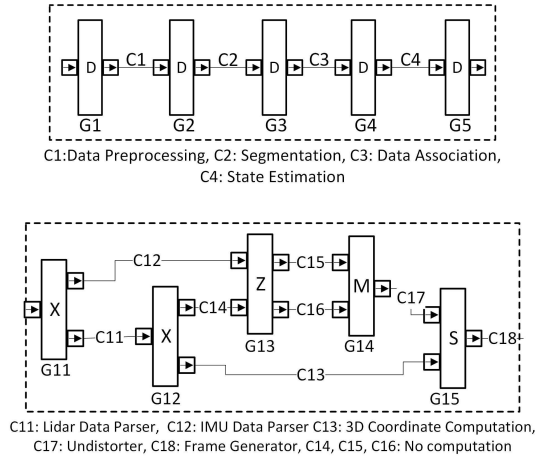 C1 C2 C3 C4
D D D D D
G1 G2 G3 G4 G5
C1:Data Preprocessing, C2: Segmentation, C3: Data Association,
C4: State Estimation
C12 C15
Z M
X C14 C16 C17
X
C11 G13 G14 S C18
G11 C13
G12 G15
C11: Lidar Data Parser, C12: IMU Data Parser C13: 3D Coordinate Computation,
C17: Undistorter, C18: Frame Generator, C14, C15, C16: No computation